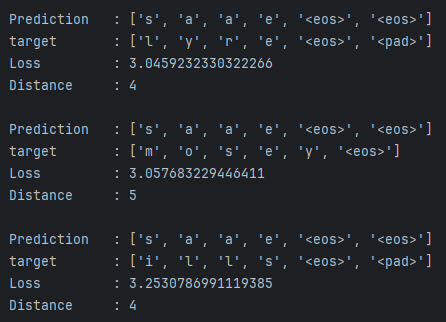 Prediction : ['s', 'a', 'a', 'e', '<eos>', '<eos>']
target : ['l', 'y', 'r', 'e', '<eos>', '<pad>']
Loss : 3.0459232330322266
Distance : 4
Prediction : ['s', 'a', 'a', 'e', '<eos>', '<eos>']
target : ['m', 'o', 's', 'e', 'y', '<eos>']
Loss : 3.057683229446411
Distance : 5
Prediction : ['s', 'a', 'a', 'e', '<eos>', '<eos>']
target : ['i', 'l', 'l', 's', '<eos>', '<pad>']
Loss : 3.2530786991119385
Distance : 4